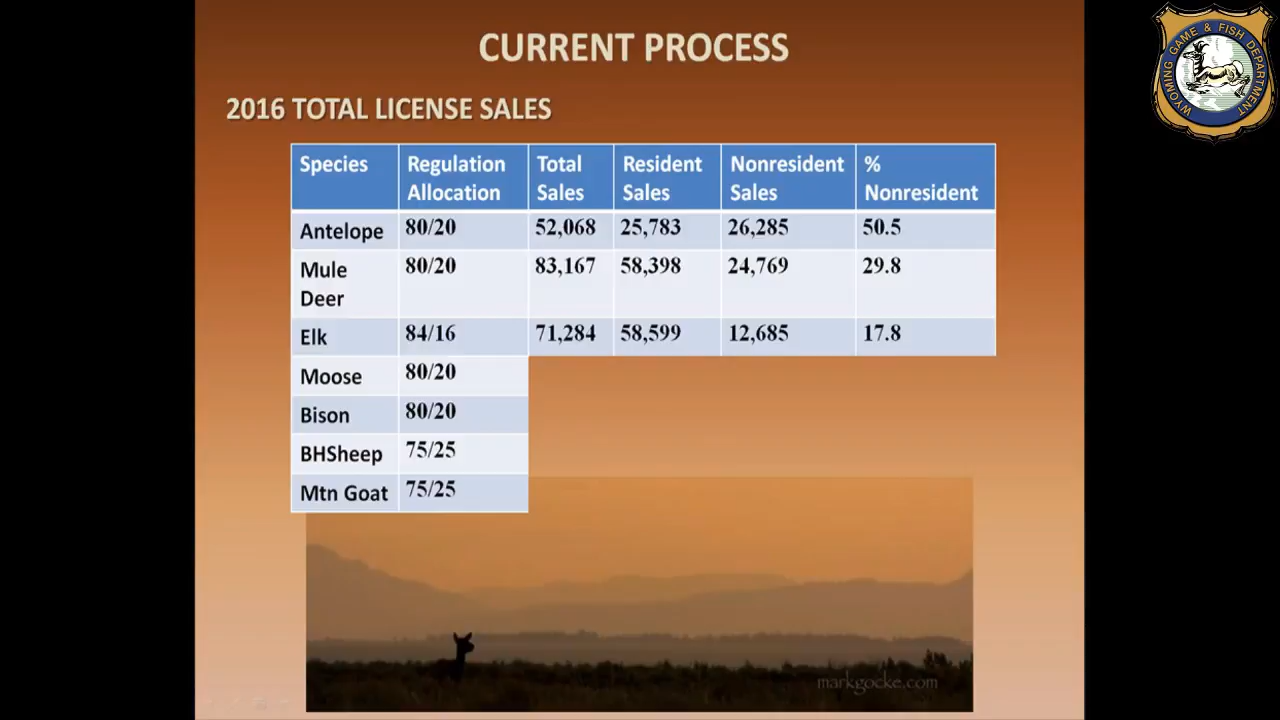 CURRENT PROCESS
WYOMING GAME & FISH DEPARTMENT
2016 TOTAL LICENSE SALES
Species Regulation Allocation Total Sales Resident Sales Nonresident Sales % Nonresident
Antelope 80/20 52,068 25,783 26,285 50.5
Mule Deer 80/20 83,167 58,398 24,769 29.8
Elk 84/16 71,284 58,599 12,685 17.8
Moose 80/20
Bison 80/20
BHSheep 75/25
Mtn Goat 75/25
markgocke.com